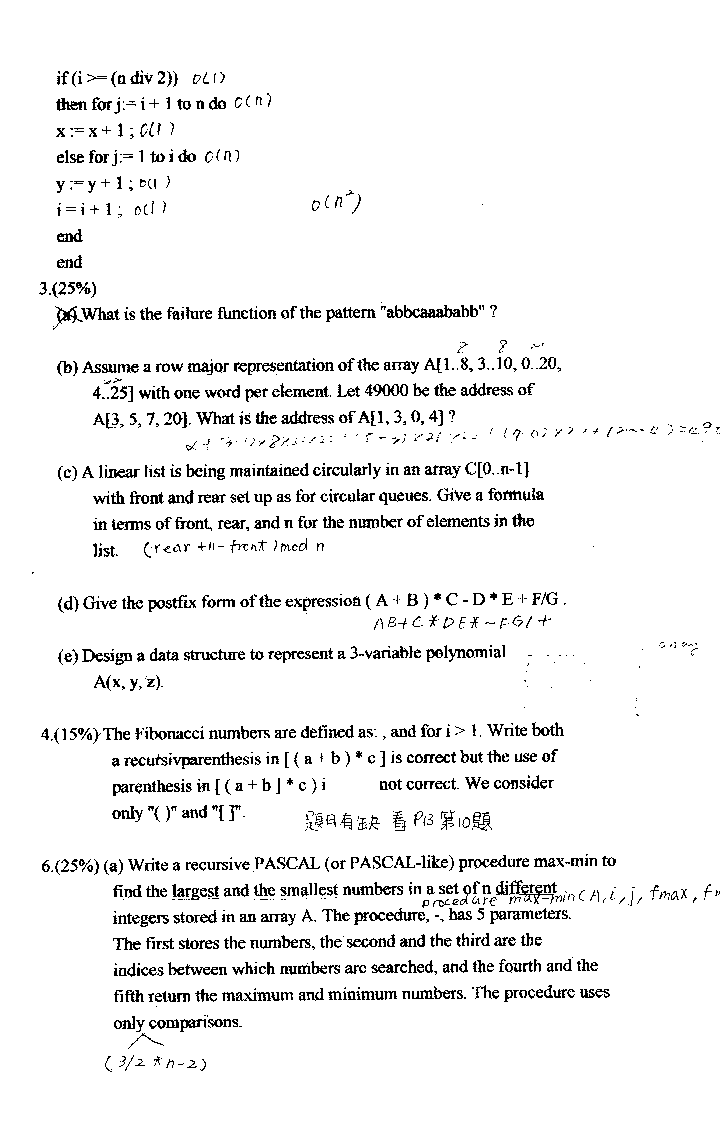 if (i >= (n div 2)) O(1)
then for j:= i + 1 to n do O(n)
x := x + 1 ; O(1)
else for j:= 1 to i do O(n)
y := y + 1 ; O(1)
i = i + 1 ; O(1) O(n²)
end
end
3.(25%)
(a).What is the failure function of the pattern "abbcaaababb" ?
(b) Assume a row major representation of the array A[1..8, 3..10, 0..20,
4..25] with one word per element. Let 49000 be the address of
A[3, 5, 7, 20]. What is the address of A[1, 3, 0, 4] ?
(c) A linear list is being maintained circularly in an array C[0..n-1]
with front and rear set up as for circular queues. Give a formula
in terms of front, rear, and n for the number of elements in the
list. (rear +n- front) mod n
(d) Give the postfix form of the expression ( A + B ) * C - D * E + F/G .
AB+C*DE*-FG/+
(e) Design a data structure to represent a 3-variable polynomial
A(x, y, z).
4.(15%) The Fibonacci numbers are defined as: , and for i > 1. Write both
a recutsivparenthesis in [ ( a + b ) * c ] is correct but the use of
parenthesis in [ ( a + b ] * c ) i not correct. We consider
only "( )" and "[ ]". 題目有缺 看 P13 第10題
6.(25%) (a) Write a recursive PASCAL (or PASCAL-like) procedure max-min to
find the largest and the smallest numbers in a set of n different
procedure max-min(A, i, j, fmax,
integers stored in an array A. The procedure, -, has 5 parameters.
The first stores the numbers, the second and the third are the
indices between which numbers are searched, and the fourth and the
fifth return the maximum and minimum numbers. The procedure uses
only comparisons.
(3/2 * n-2)